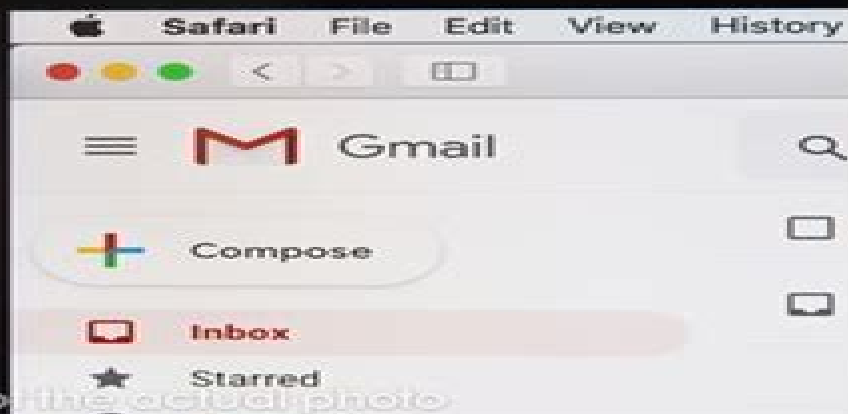 Safari File Edit View History
Gmail
Compose
Inbox
Starred
the actual photo